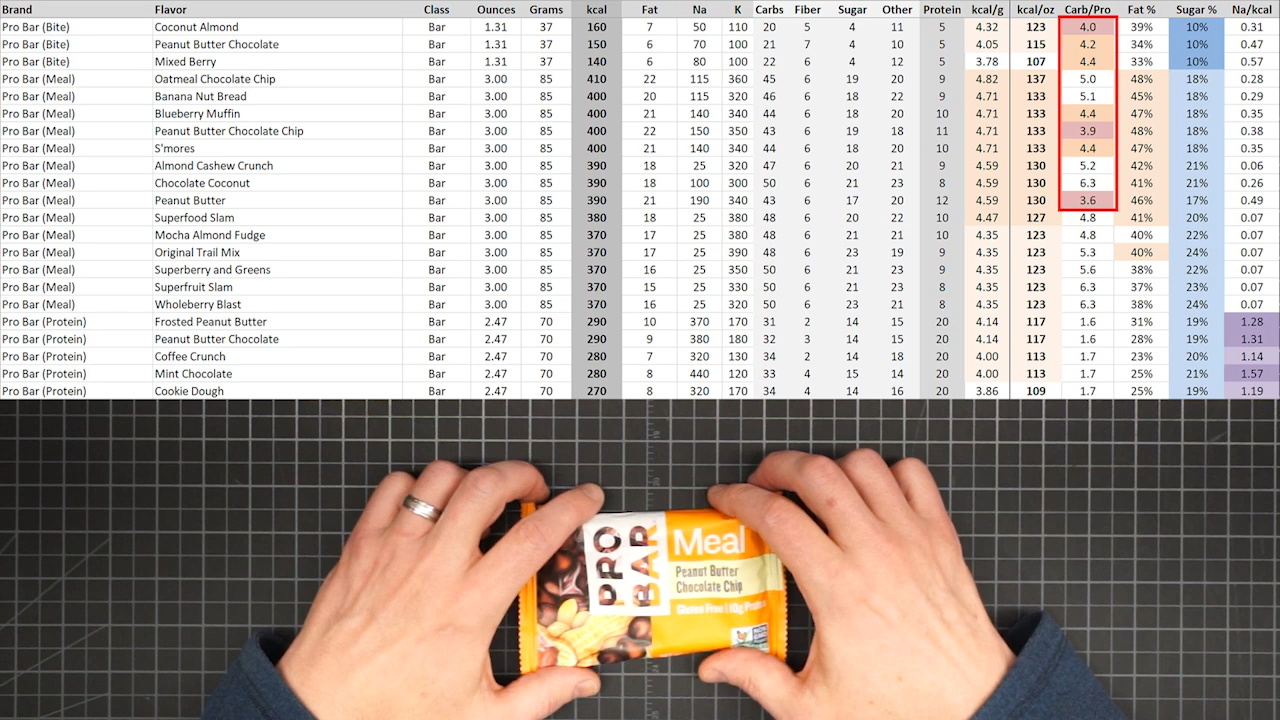 Brand Flavor Class Ounces Grams kcal Fat Na K Carbs Fiber Sugar Other Protein kcal/g kcal/oz Carb/Pro Fat % Sugar % Na/kcal
Pro Bar (Bite) Coconut Almond Bar 1.31 37 160 7 50 110 20 5 4 11 5 4.32 123 4.0 39% 10% 0.31
Pro Bar (Bite) Peanut Butter Chocolate Bar 1.31 37 150 6 70 100 21 7 4 10 5 4.05 115 4.2 34% 10% 0.47
Pro Bar (Bite) Mixed Berry Bar 1.31 37 140 6 80 100 22 6 4 12 5 3.78 107 4.4 33% 10% 0.57
Pro Bar (Meal) Oatmeal Chocolate Chip Bar 3.00 85 410 22 115 360 45 6 19 20 9 4.82 137 5.0 48% 18% 0.28
Pro Bar (Meal) Banana Nut Bread Bar 3.00 85 400 20 115 320 46 6 18 22 9 4.71 133 5.1 45% 18% 0.29
Pro Bar (Meal) Blueberry Muffin Bar 3.00 85 400 21 140 340 44 6 18 20 10 4.71 133 4.4 47% 18% 0.35
Pro Bar (Meal) Peanut Butter Chocolate Chip Bar 3.00 85 400 22 150 350 43 6 19 18 11 4.71 133 3.9 48% 18% 0.38
Pro Bar (Meal) S'mores Bar 3.00 85 400 21 140 340 44 6 18 20 10 4.71 133 4.4 47% 18% 0.35
Pro Bar (Meal) Almond Cashew Crunch Bar 3.00 85 390 18 25 320 47 6 20 21 9 4.59 130 5.2 42% 21% 0.06
Pro Bar (Meal) Chocolate Coconut Bar 3.00 85 390 18 100 300 50 6 21 23 8 4.59 130 6.3 41% 21% 0.26
Pro Bar (Meal) Peanut Butter Bar 3.00 85 390 21 190 340 43 6 17 20 12 4.59 130 3.6 46% 17% 0.49
Pro Bar (Meal) Superfood Slam Bar 3.00 85 380 18 25 380 48 6 20 22 10 4.47 127 4.8 41% 20% 0.07
Pro Bar (Meal) Mocha Almond Fudge Bar 3.00 85 370 17 25 380 48 6 21 21 10 4.35 123 4.8 40% 22% 0.07
Pro Bar (Meal) Original Trail Mix Bar 3.00 85 370 17 25 390 48 6 23 19 9 4.35 123 5.3 40% 24% 0.07
Pro Bar (Meal) Superberry and Greens Bar 3.00 85 370 16 25 350 50 6 21 23 9 4.35 123 5.6 38% 22% 0.07
Pro Bar (Meal) Superfruit Slam Bar 3.00 85 370 15 25 330 50 6 21 23 8 4.35 123 6.3 37% 23% 0.07
Pro Bar (Meal) Wholeberry Blast Bar 3.00 85 370 16 25 320 50 6 23 21 8 4.35 123 6.3 38% 24% 0.07
Pro Bar (Protein) Frosted Peanut Butter Bar 2.47 70 290 10 370 170 31 2 14 15 20 4.14 117 1.6 31% 19% 1.28
Pro Bar (Protein) Peanut Butter Chocolate Bar 2.47 70 290 9 380 180 32 3 14 15 20 4.14 117 1.6 28% 19% 1.31
Pro Bar (Protein) Coffee Crunch Bar 2.47 70 280 7 320 130 34 2 14 18 20 4.00 113 1.7 23% 20% 1.14
Pro Bar (Protein) Mint Chocolate Bar 2.47 70 280 8 440 120 33 4 15 14 20 4.00 113 1.7 25% 21% 1.57
Pro Bar (Protein) Cookie Dough Bar 2.47 70 270 8 320 170 34 4 14 16 20 3.86 109 1.7 25% 19% 1.19
PRO
BAR
Meal
Peanut Butter
Chocolate Chip
Gluten Free | 10g